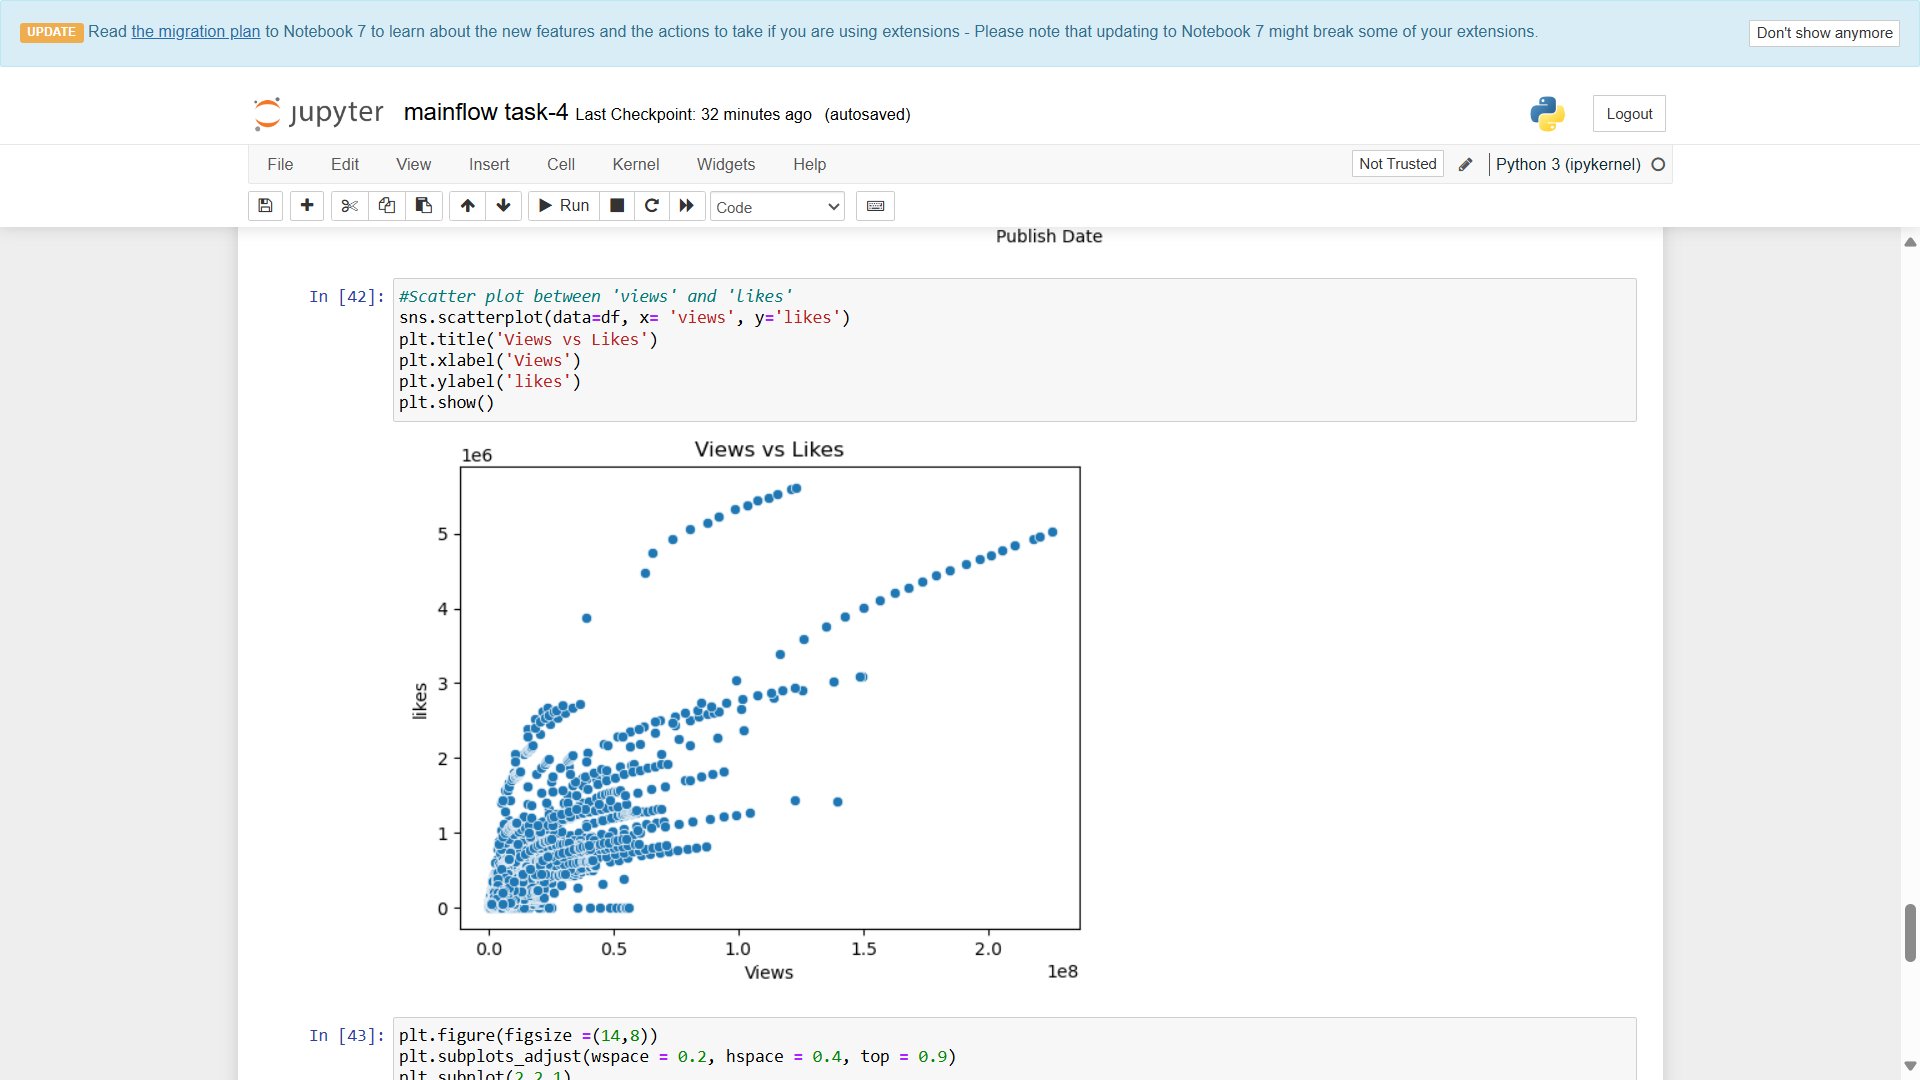 UPDATE Read the migration plan to Notebook 7 to learn about the new features and the actions to take if you are using extensions - Please note that updating to Notebook 7 might break some of your extensions.
Don't show anymore
jupyter mainflow task-4 Last Checkpoint: 32 minutes ago (autosaved)
Logout
File Edit View Insert Cell Kernel Widgets Help
Not Trusted
Python 3 (ipykernel)
Run
Code
Publish Date
In [42]:
#Scatter plot between 'views' and 'likes'
sns.scatterplot(data=df, x= 'views', y='likes')
plt.title('Views vs Likes')
plt.xlabel('Views')
plt.ylabel('likes')
plt.show()
Views vs Likes
1e6
5
4
3
2
1
0
likes
0.0 0.5 1.0 1.5 2.0
Views
1e8
In [43]:
plt.figure(figsize =(14,8))
plt.subplots_adjust(wspace = 0.2, hspace = 0.4, top = 0.9)
plt.subplot(2,2,1)